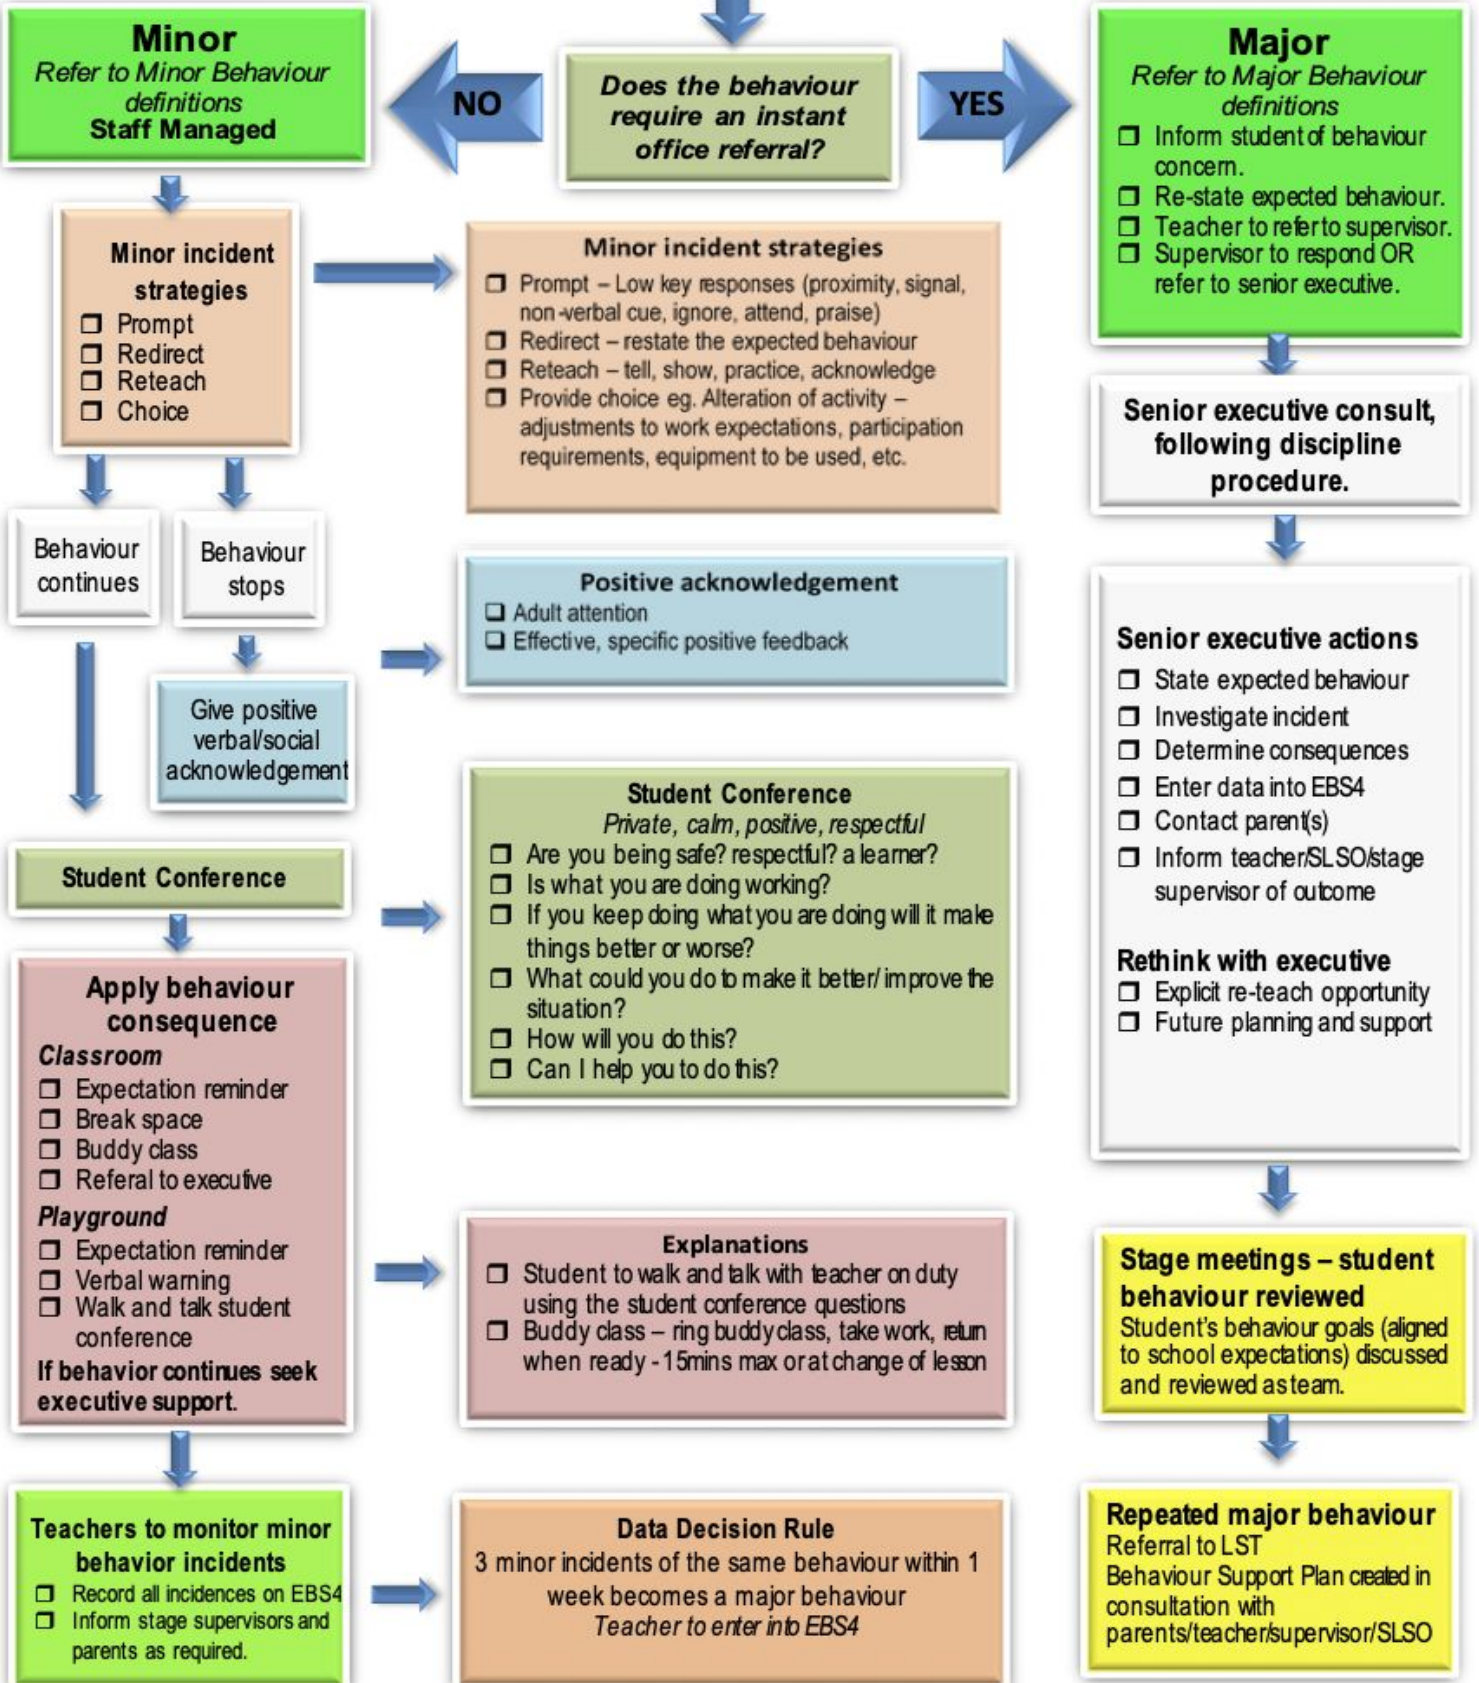 Minor
Refer to Minor Behaviour
definitions
Staff Managed
NO
Does the behaviour
require an instant
office referral?
YES
Major
Refer to Major Behaviour
definitions
❒ Inform student of behaviour
concern.
❒ Re-state expected behaviour.
❒ Teacher to refer to supervisor.
❒ Supervisor to respond OR
refer to senior executive.
Minor incident
strategies
❒ Prompt
❒ Redirect
❒ Reteach
❒ Choice
Minor incident strategies
❒ Prompt – Low key responses (proximity, signal,
non-verbal cue, ignore, attend, praise)
❒ Redirect – restate the expected behaviour
❒ Reteach – tell, show, practice, acknowledge
❒ Provide choice eg. Alteration of activity –
adjustments to work expectations, participation
requirements, equipment to be used, etc.
Senior executive consult,
following discipline
procedure.
Behaviour
continues
Behaviour
stops
Positive acknowledgement
❑ Adult attention
❑ Effective, specific positive feedback
Give positive
verbal/social
acknowledgement
Senior executive actions
❒ State expected behaviour
❒ Investigate incident
❒ Determine consequences
❒ Enter data into EBS4
❒ Contact parent(s)
❒ Inform teacher/SLSO/stage
supervisor of outcome
Rethink with executive
❒ Explicit re-teach opportunity
❒ Future planning and support
Student Conference
Student Conference
Private, calm, positive, respectful
❒ Are you being safe? respectful? a learner?
❒ Is what you are doing working?
❒ If you keep doing what you are doing will it make
things better or worse?
❒ What could you do to make it better/ improve the
situation?
❒ How will you do this?
❒ Can I help you to do this?
Apply behaviour
consequence
Classroom
❒ Expectation reminder
❒ Break space
❒ Buddy class
❒ Referal to executive
Playground
❒ Expectation reminder
❒ Verbal warning
❒ Walk and talk student
conference
If behavior continues seek
executive support.
Explanations
❒ Student to walk and talk with teacher on duty
using the student conference questions
❒ Buddy class – ring buddy class, take work, return
when ready - 15mins max or at change of lesson
Stage meetings – student
behaviour reviewed
Student's behaviour goals (aligned
to school expectations) discussed
and reviewed as team.
Teachers to monitor minor
behavior incidents
❒ Record all incidences on EBS4
❒ Inform stage supervisors and
parents as required.
Data Decision Rule
3 minor incidents of the same behaviour within 1
week becomes a major behaviour
Teacher to enter into EBS4
Repeated major behaviour
Referral to LST
Behaviour Support Plan created in
consultation with
parents/teacher/supervisor/SLSO